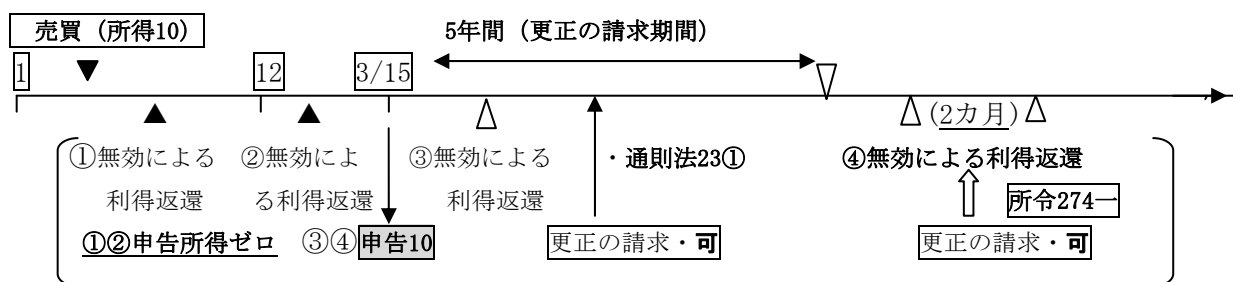 売買（所得10）
5年間（更正の請求期間）
1
12
3/15
(2カ月)
①無効による
利得返還
②無効によ
る利得返還
③無効による
利得返還
・通則法23①
④無効による利得返還
所令274一
①②申告所得ゼロ
③④申告10
更正の請求・可
更正の請求・可